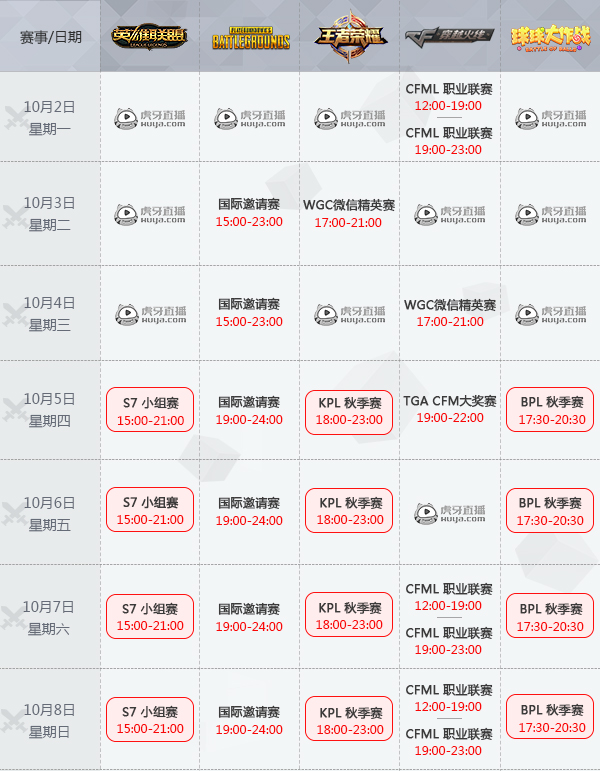 赛事/日期
英雄联盟
LEAGUE LEGENDS
PLAYERUNKNOWN'S
BATTLEGROUNDS
王者荣耀
CF 穿越火线
球球大作战
BATTLE OF BALLS
10月2日
星期一
虎牙直播
HUYA.com
虎牙直播
HUYA.com
虎牙直播
HUYA.com
CFML 职业联赛
12:00-19:00
CFML 职业联赛
19:00-23:00
虎牙直播
HUYA.com
10月3日
星期二
虎牙直播
HUYA.com
国际邀请赛
15:00-23:00
WGC微信精英赛
17:00-21:00
虎牙直播
HUYA.com
虎牙直播
HUYA.com
10月4日
星期三
虎牙直播
HUYA.com
国际邀请赛
15:00-23:00
虎牙直播
HUYA.com
WGC微信精英赛
17:00-21:00
虎牙直播
HUYA.com
10月5日
星期四
S7 小组赛
15:00-21:00
国际邀请赛
19:00-24:00
KPL 秋季赛
18:00-23:00
TGA CFM大奖赛
19:00-22:00
BPL 秋季赛
17:30-20:30
10月6日
星期五
S7 小组赛
15:00-21:00
国际邀请赛
19:00-24:00
KPL 秋季赛
18:00-23:00
虎牙直播
HUYA.com
BPL 秋季赛
17:30-20:30
10月7日
星期六
S7 小组赛
15:00-21:00
国际邀请赛
19:00-24:00
KPL 秋季赛
18:00-23:00
CFML 职业联赛
12:00-19:00
CFML 职业联赛
19:00-23:00
BPL 秋季赛
17:30-20:30
10月8日
星期日
S7 小组赛
15:00-21:00
国际邀请赛
19:00-24:00
KPL 秋季赛
18:00-23:00
CFML 职业联赛
12:00-19:00
CFML 职业联赛
19:00-23:00
BPL 秋季赛
17:30-20:30